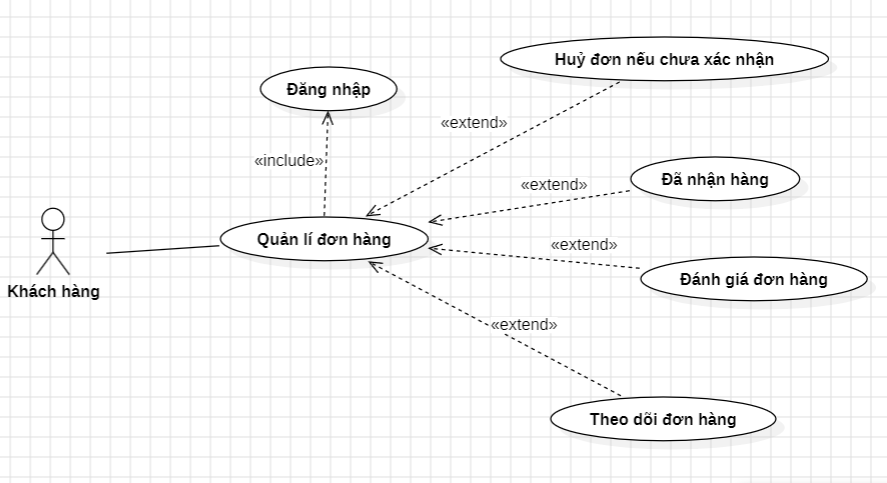 Huỷ đơn nếu chưa xác nhận
Đăng nhập
«extend»
«include»
Đã nhận hàng
«extend»
Quản lí đơn hàng
«extend»
Đánh giá đơn hàng
Khách hàng
«extend»
Theo dõi đơn hàng